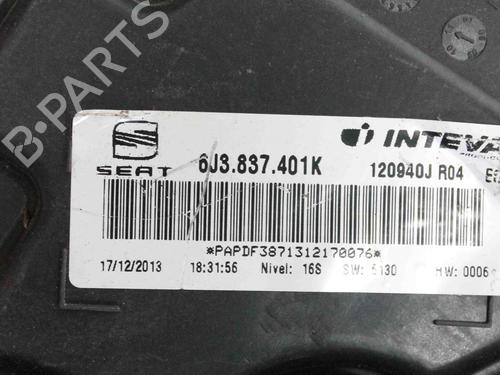 SEAT
6J3.837.401K
INTEVA
120940J R04
*PAPDF3871312170076*
17/12/2013 18:31:56 Nivel: 16S SW: 5130 HW: 0006
B-PARTS